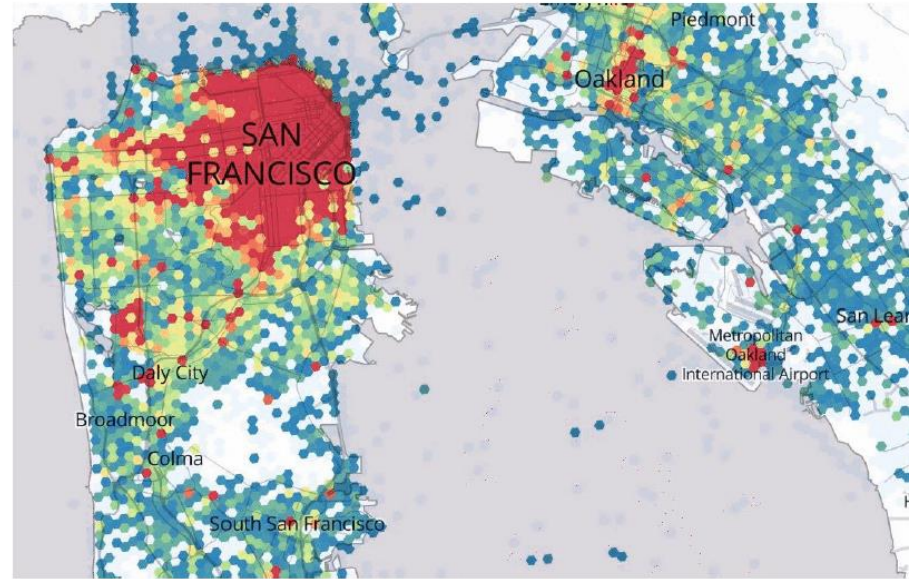 Piedmont
Oakland
SAN
FRANCISCO
Metropolitan
Oakland
International Airport
Daly City
Broadmoor
Colma
South San Francisco